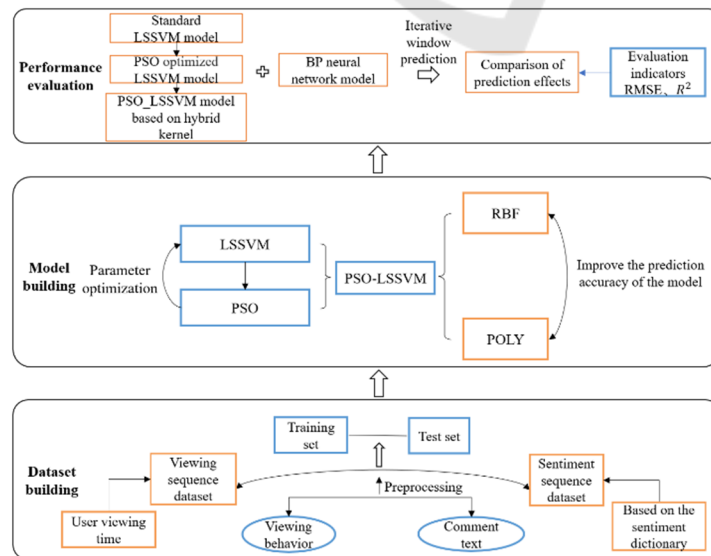 Performance
evaluation
Standard
LSSVM model
PSO optimized
LSSVM model
PSO_LSSVM model
based on hybrid
kernel
BP neural
network model
Iterative
window
prediction
Comparison of
prediction effects
Evaluation
indicators
RMSE、R²
Model
building
Parameter
optimization
LSSVM
PSO
PSO-LSSVM
RBF
POLY
Improve the prediction
accuracy of the model
Dataset
building
Training
set
Test set
Viewing
sequence
dataset
Sentiment
sequence
dataset
Preprocessing
User viewing
time
Viewing
behavior
Comment
text
Based on the
sentiment
dictionary